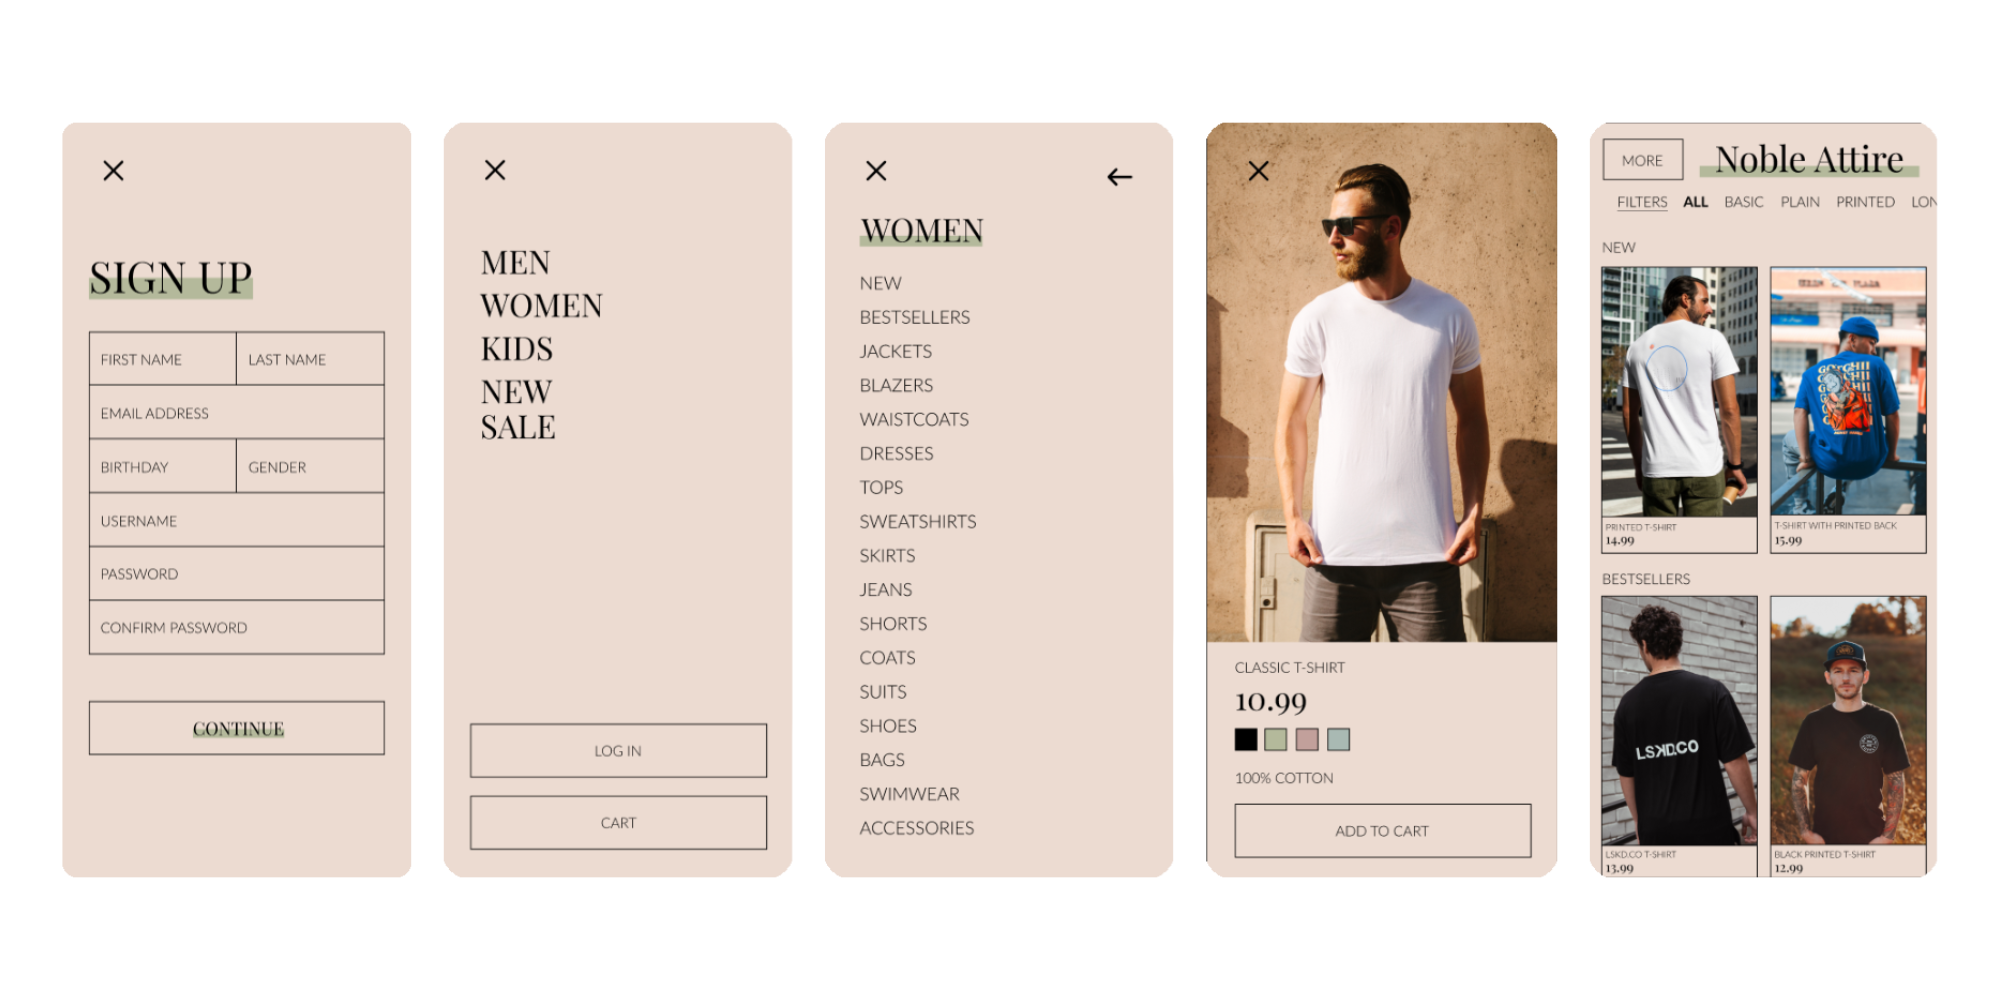 SIGN UP
FIRST NAME
LAST NAME
EMAIL ADDRESS
BIRTHDAY
GENDER
USERNAME
PASSWORD
CONFIRM PASSWORD
CONTINUE
MEN
WOMEN
KIDS
NEW
SALE
LOG IN
CART
WOMEN
NEW
BESTSELLERS
JACKETS
BLAZERS
WAISTCOATS
DRESSES
TOPS
SWEATSHIRTS
SKIRTS
JEANS
SHORTS
COATS
SUITS
SHOES
BAGS
SWIMWEAR
ACCESSORIES
CLASSIC T-SHIRT
10.99
100% COTTON
ADD TO CART
MORE
Noble Attire
FILTERS ALL BASIC PLAIN PRINTED LON
NEW
PRINTED T-SHIRT
14.99
T-SHIRT WITH PRINTED BACK
15.99
BESTSELLERS
LSKD.CO
LSKD.CO T-SHIRT
13.99
BLACK PRINTED T-SHIRT
12.99